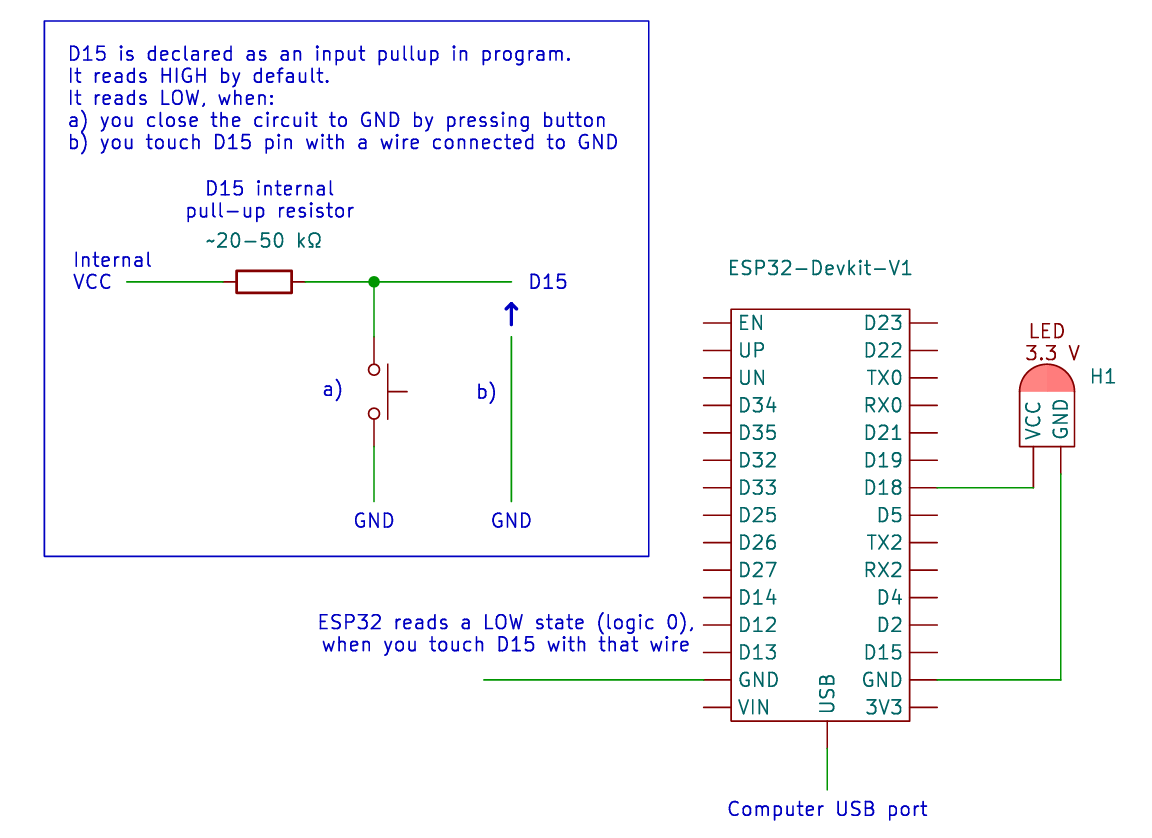 D15 is declared as an input pullup in program.
It reads HIGH by default.
It reads LOW, when:
a) you close the circuit to GND by pressing button
b) you touch D15 pin with a wire connected to GND
D15 internal
pull-up resistor
~20-50 kΩ
Internal
VCC
D15
a)
b)
GND
GND
ESP32 reads a LOW state (logic 0),
when you touch D15 with that wire
ESP32-Devkit-V1
EN
UP
UN
D34
D35
D32
D33
D25
D26
D27
D14
D12
D13
GND
VIN
D23
D22
TX0
RX0
D21
D19
D18
D5
TX2
RX2
D4
D2
D15
GND
3V3
USB
Computer USB port
LED
3.3 V
H1
VCC
GND